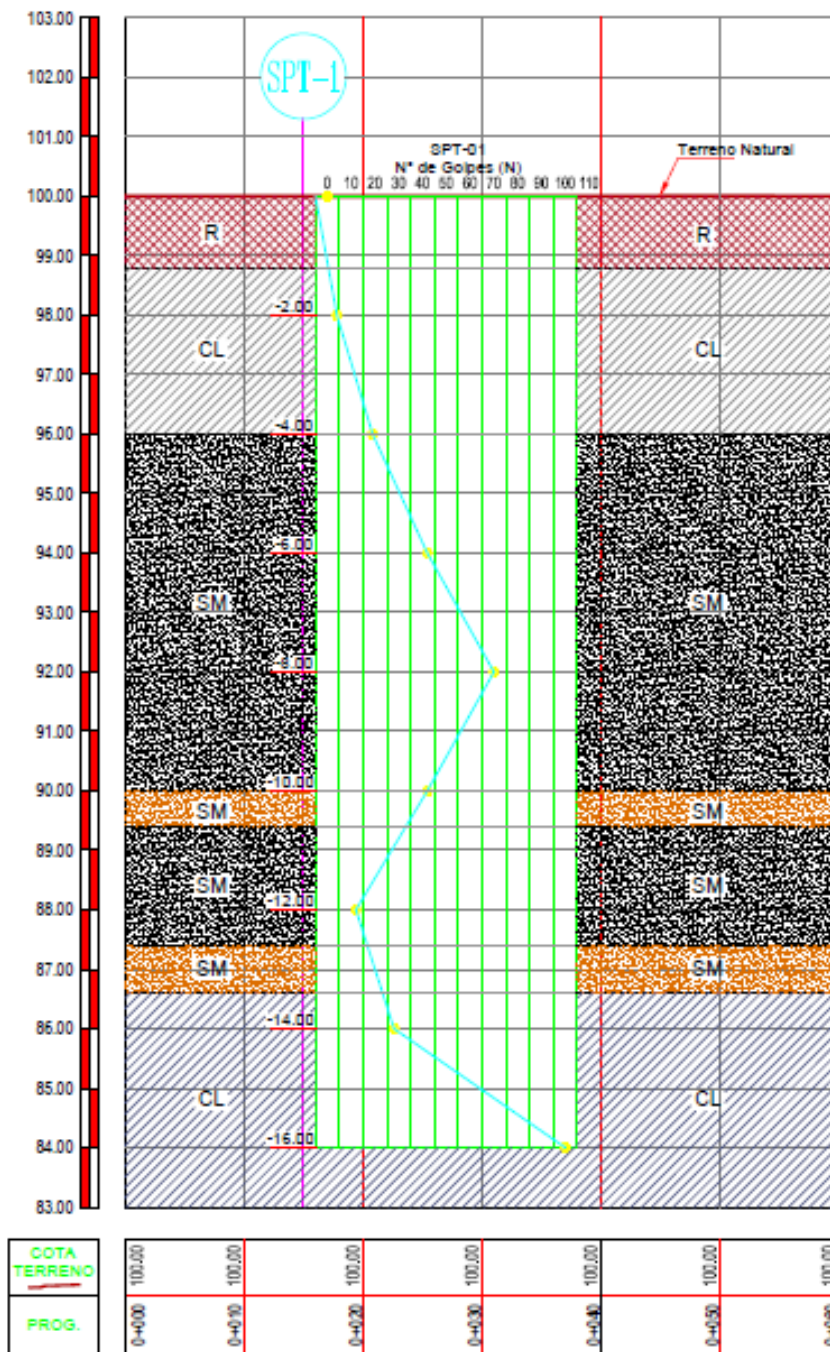 103.00
102.00
101.00
100.00
99.00
98.00
97.00
96.00
95.00
94.00
93.00
92.00
91.00
90.00
89.00
88.00
87.00
86.00
85.00
84.00
83.00
SPT-1
SPT-01
N° de Golpes (N)
0 10 20 30 40 50 60 70 80 90 100 110
Terreno Natural
R R
-2.00
CL CL
-4.00
-6.00
SM SM
-8.00
-10.00
SM SM
SM SM
-12.00
SM SM
-14.00
CL CL
-16.00
COTA
TERRENO
100.00 100.00 100.00 100.00 100.00 100.00 100.00
PROG.
0+000 0+010 0+020 0+030 0+040 0+050